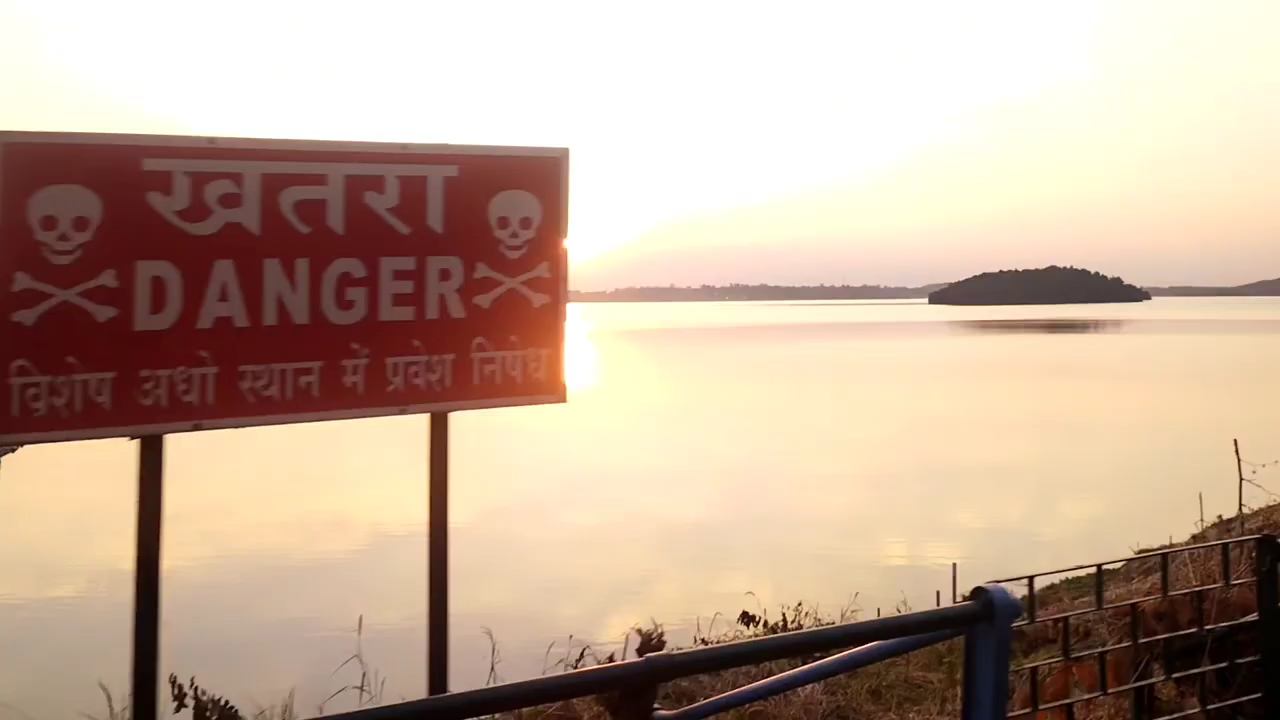 खतरा
DANGER
विशेष अधो स्थान में प्रवेश निषेध